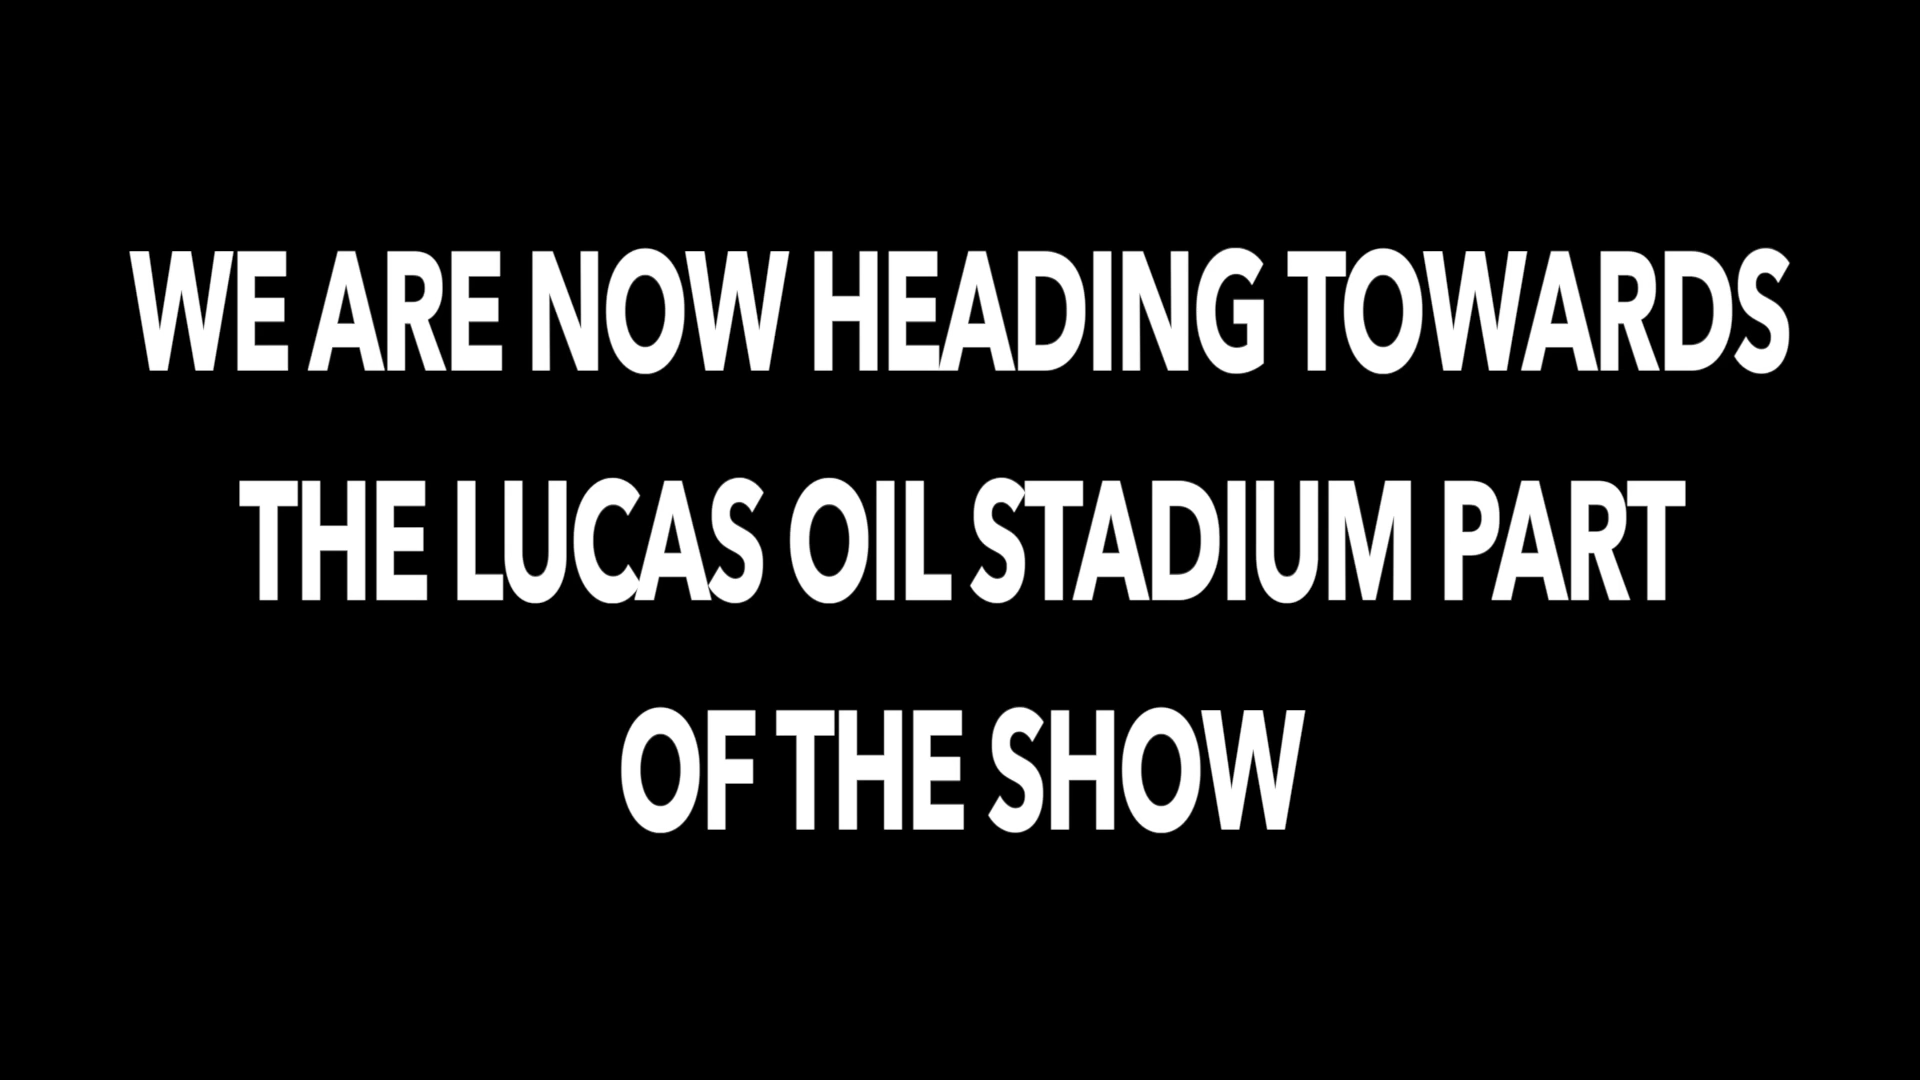 WE ARE NOW HEADING TOWARDS
THE LUCAS OIL STADIUM PART
OF THE SHOW